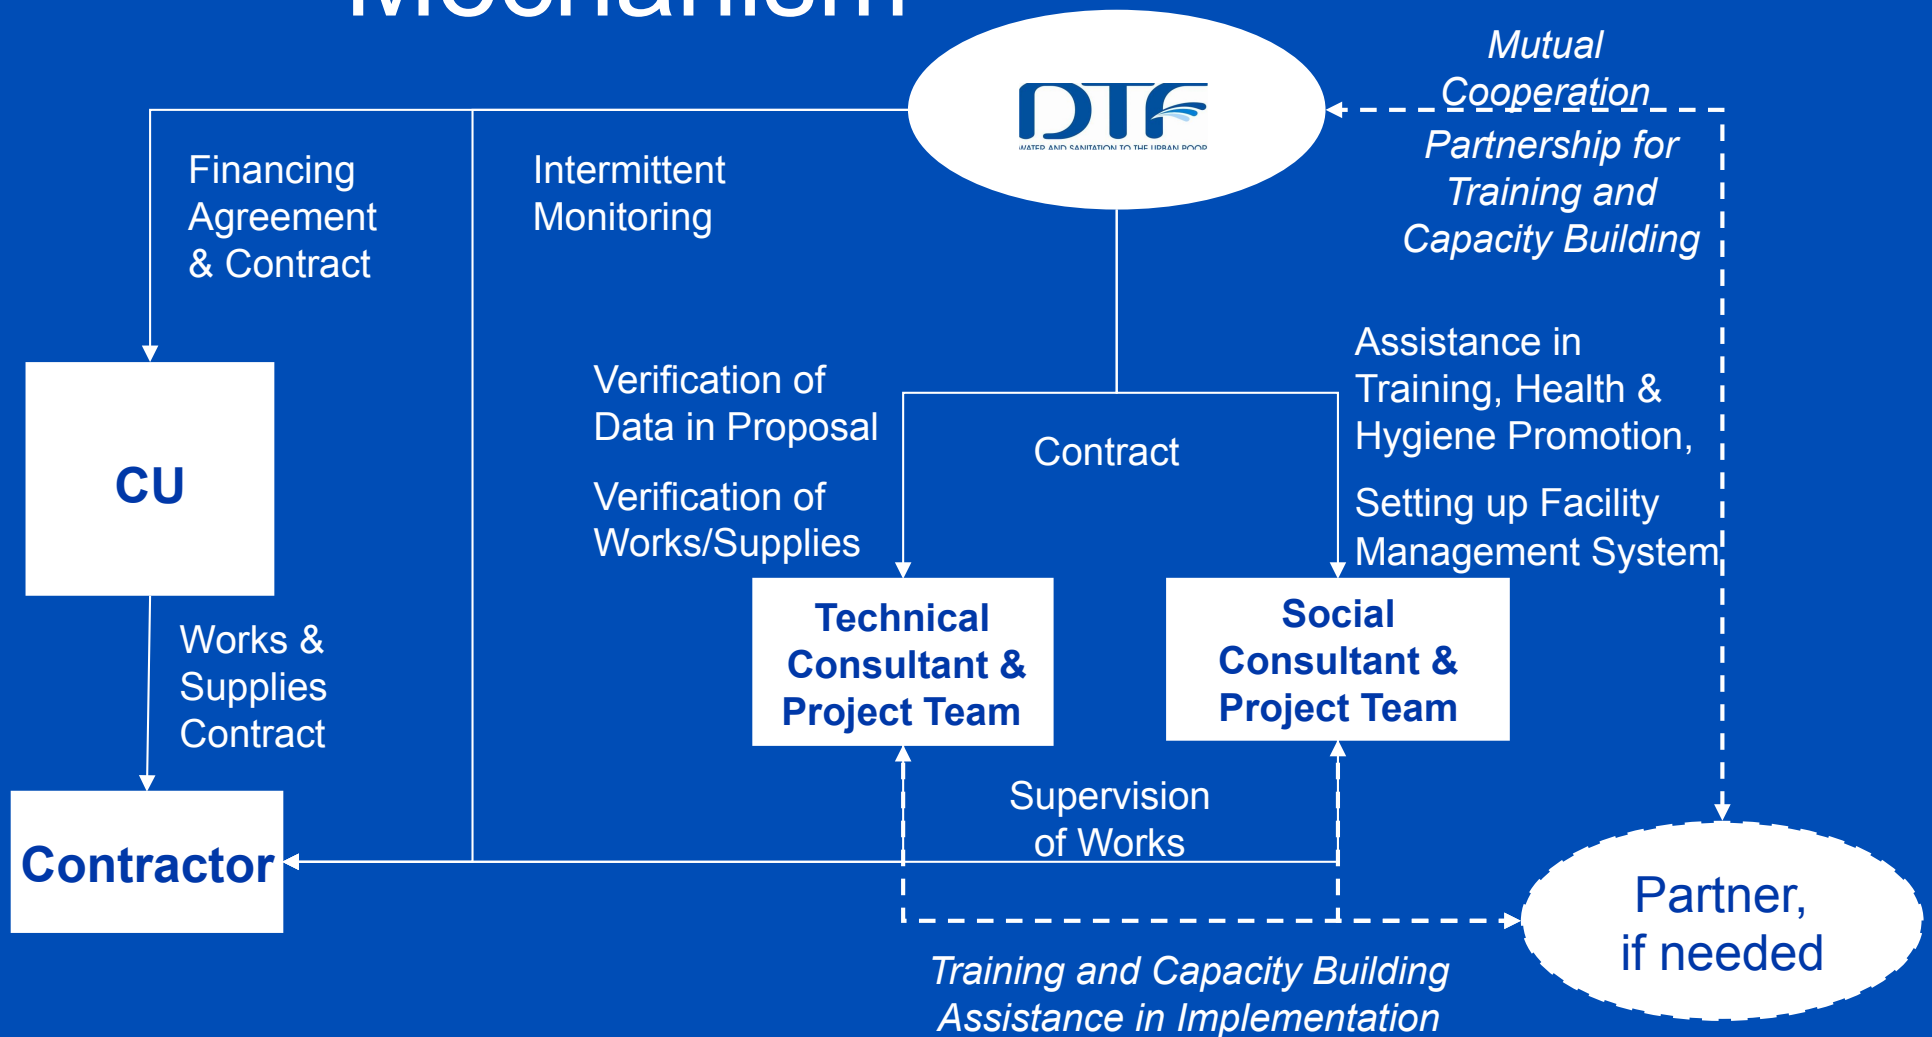 Mechanism
DTF
WATER AND SANITATION TO THE URBAN POOR
Mutual
Cooperation
Partnership for
Training and
Capacity Building
Financing
Agreement
& Contract
Intermittent
Monitoring
Verification of
Data in Proposal
Verification of
Works/Supplies
Contract
Assistance in
Training, Health &
Hygiene Promotion,
Setting up Facility
Management System
CU
Technical
Consultant &
Project Team
Social
Consultant &
Project Team
Works &
Supplies
Contract
Supervision
of Works
Contractor
Partner,
if needed
Training and Capacity Building
Assistance in Implementation